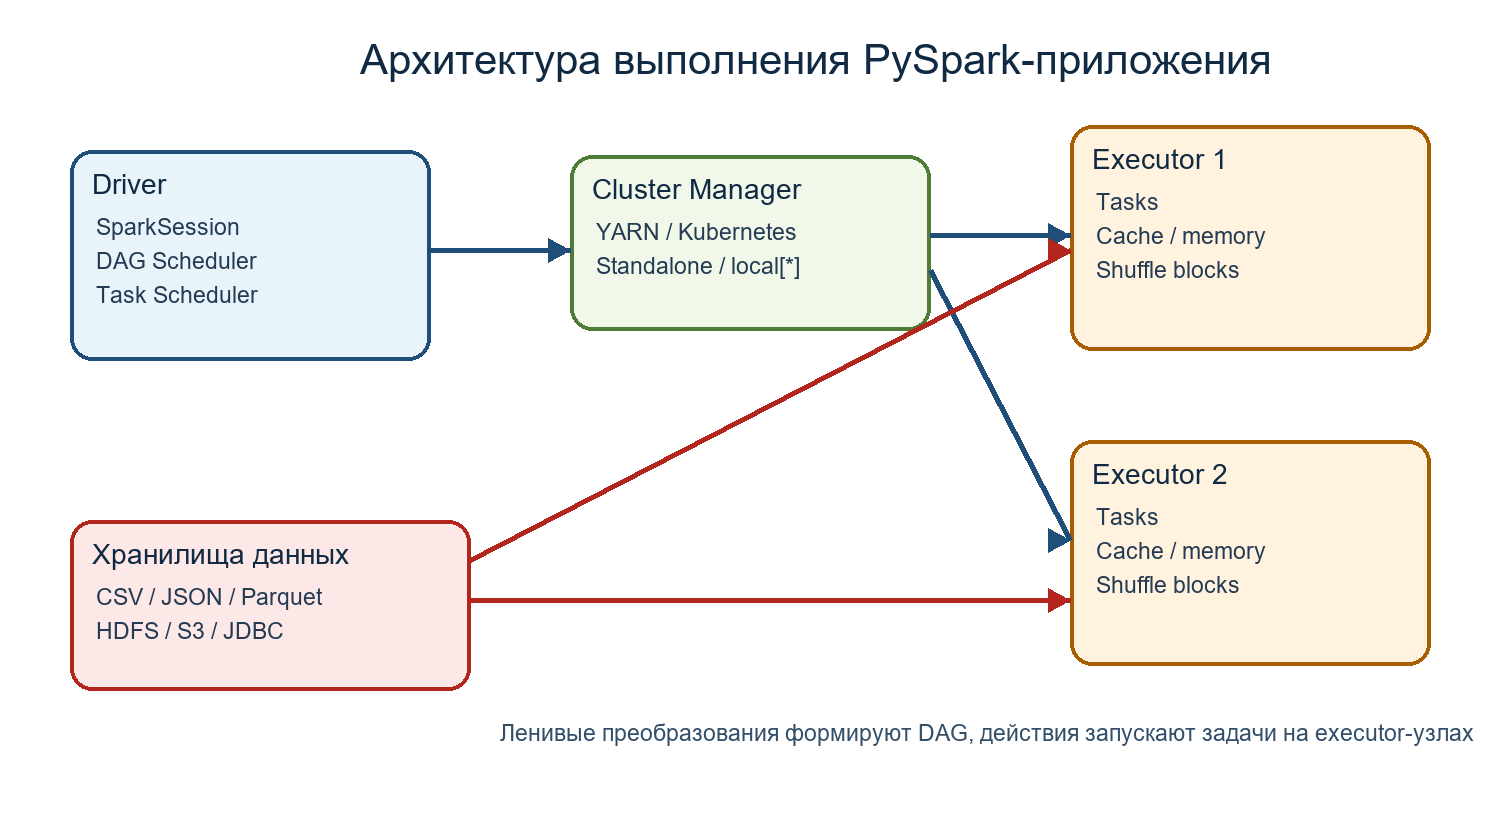 Архитектура выполнения PySpark-приложения
Driver
SparkSession
DAG Scheduler
Task Scheduler
Cluster Manager
YARN / Kubernetes
Standalone / local[*]
Executor 1
Tasks
Cache / memory
Shuffle blocks
Executor 2
Tasks
Cache / memory
Shuffle blocks
Хранилища данных
CSV / JSON / Parquet
HDFS / S3 / JDBC
Ленивые преобразования формируют DAG, действия запускают задачи на executor-узлах